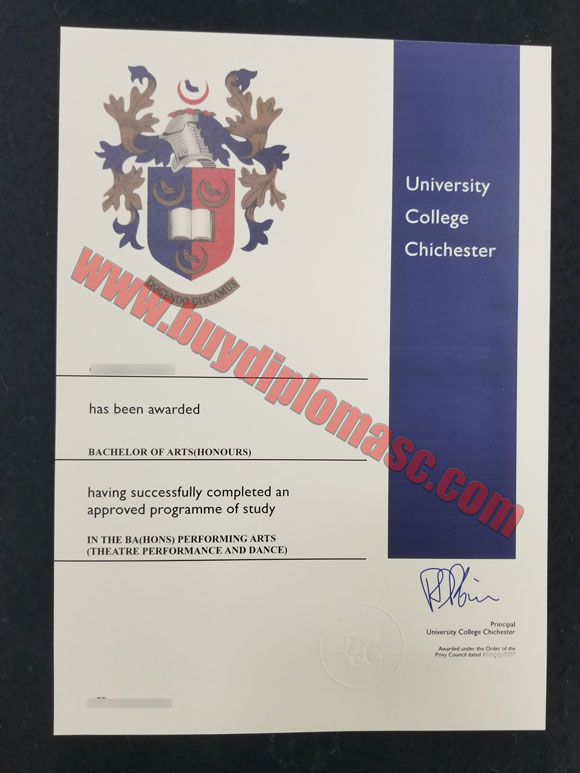 University
College
Chichester
DOCENDO DISCAMUS
www.buydiplomasc.com
has been awarded
BACHELOR OF ARTS(HONOURS)
having successfully completed an
approved programme of study
IN THE BA(HONS) PERFORMING ARTS
(THEATRE PERFORMANCE AND DANCE)
Principal
University College Chichester
Awarded under the Order of the
Privy Council dated